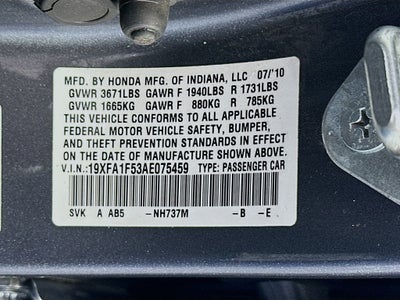 MFD. BY HONDA MFG. OF INDIANA, LLC 07/'10
GVWR 3671LBS GAWR F 1940LBS R 1731LBS
GVWR 1665KG GAWR F 880KG R 785KG
THIS VEHICLE CONFORMS TO ALL APPLICABLE
FEDERAL MOTOR VEHICLE SAFETY, BUMPER,
AND THEFT PREVENTION STANDARDS IN EFFECT
ON THE DATE OF MANUFACTURE SHOWN ABOVE.
V.I.N.: 19XFA1F53AE075459 TYPE: PASSENGER CAR
SVK A AB5 -NH737M -B -E